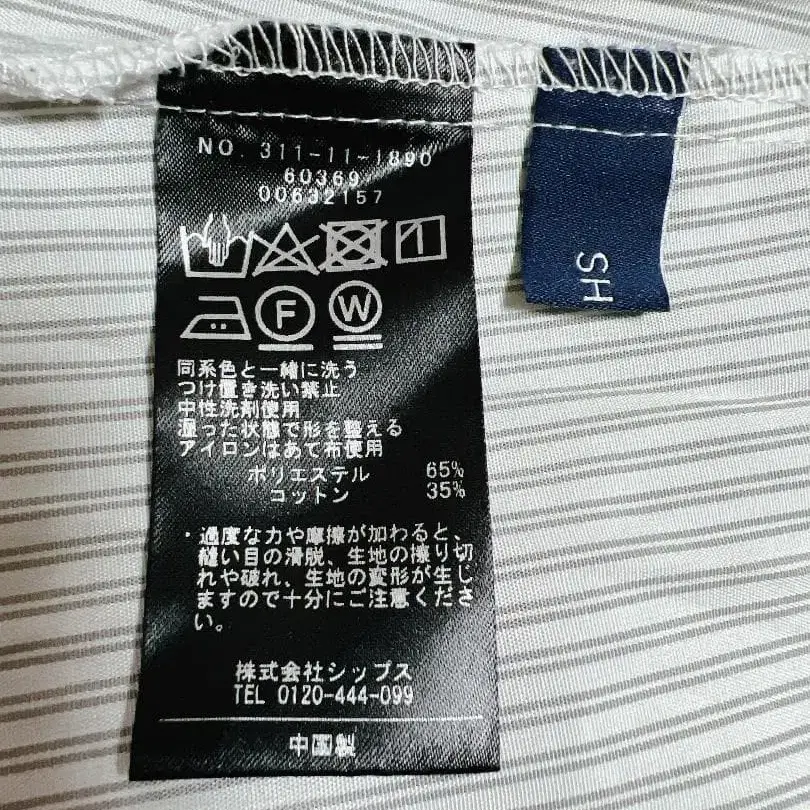 NO. 311-11-1890
60369
00632157
F
W
同系色と一緒に洗う
つけ置き洗い禁止
中性洗剤使用
湿った状態で形を整える
アイロンはあて布使用
ポリエステル 65%
コットン 35%
・過度な力や摩擦が加わると、
縫い目の滑脱、生地の擦り切
れや破れ、生地の変形が生じ
ますので十分にご注意くださ
い。
株式会社シップス
TEL 0120-444-099
中国製
SH